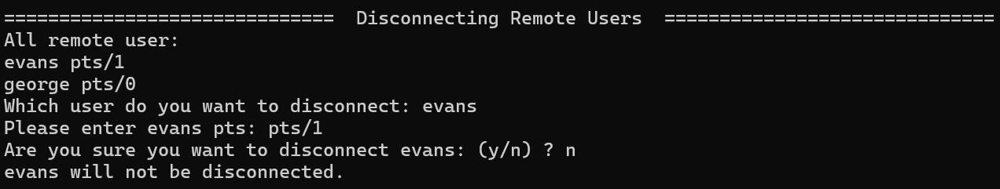 ============================== Disconnecting Remote Users ==============================
All remote user:
evans pts/1
george pts/0
Which user do you want to disconnect: evans
Please enter evans pts: pts/1
Are you sure you want to disconnect evans: (y/n) ? n
evans will not be disconnected.